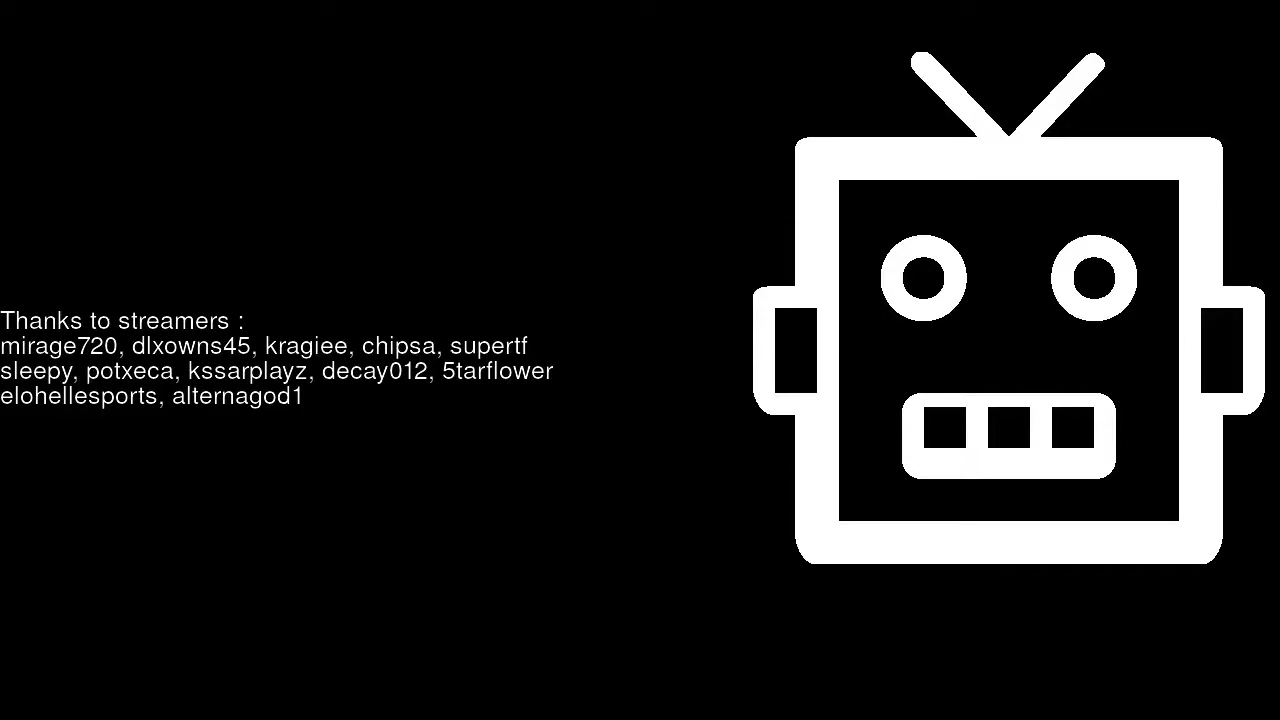 Thanks to streamers :
mirage720, dlxowns45, kragiee, chipsa, supertf
sleepy, potxeca, kssarplayz, decay012, 5tarflower
elohellesports, alternagod1